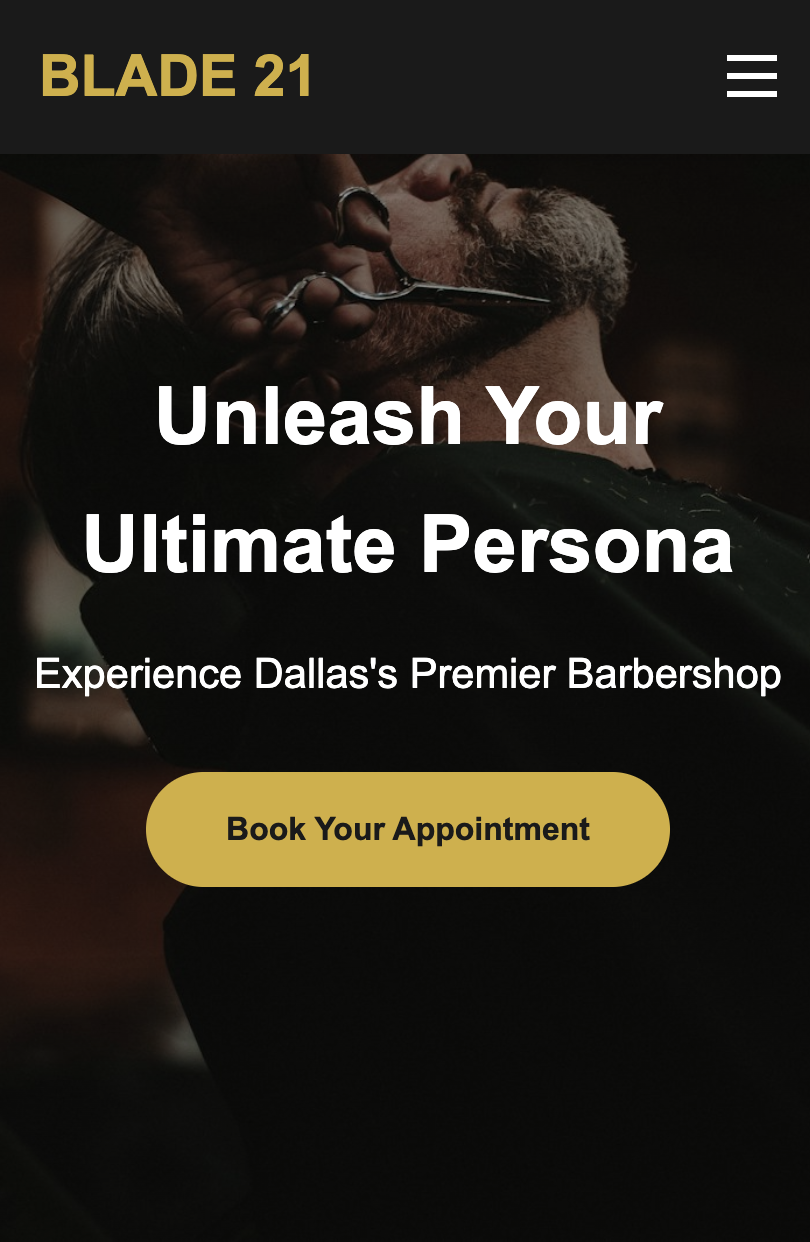 BLADE 21
Unleash Your
Ultimate Persona
Experience Dallas's Premier Barbershop
Book Your Appointment